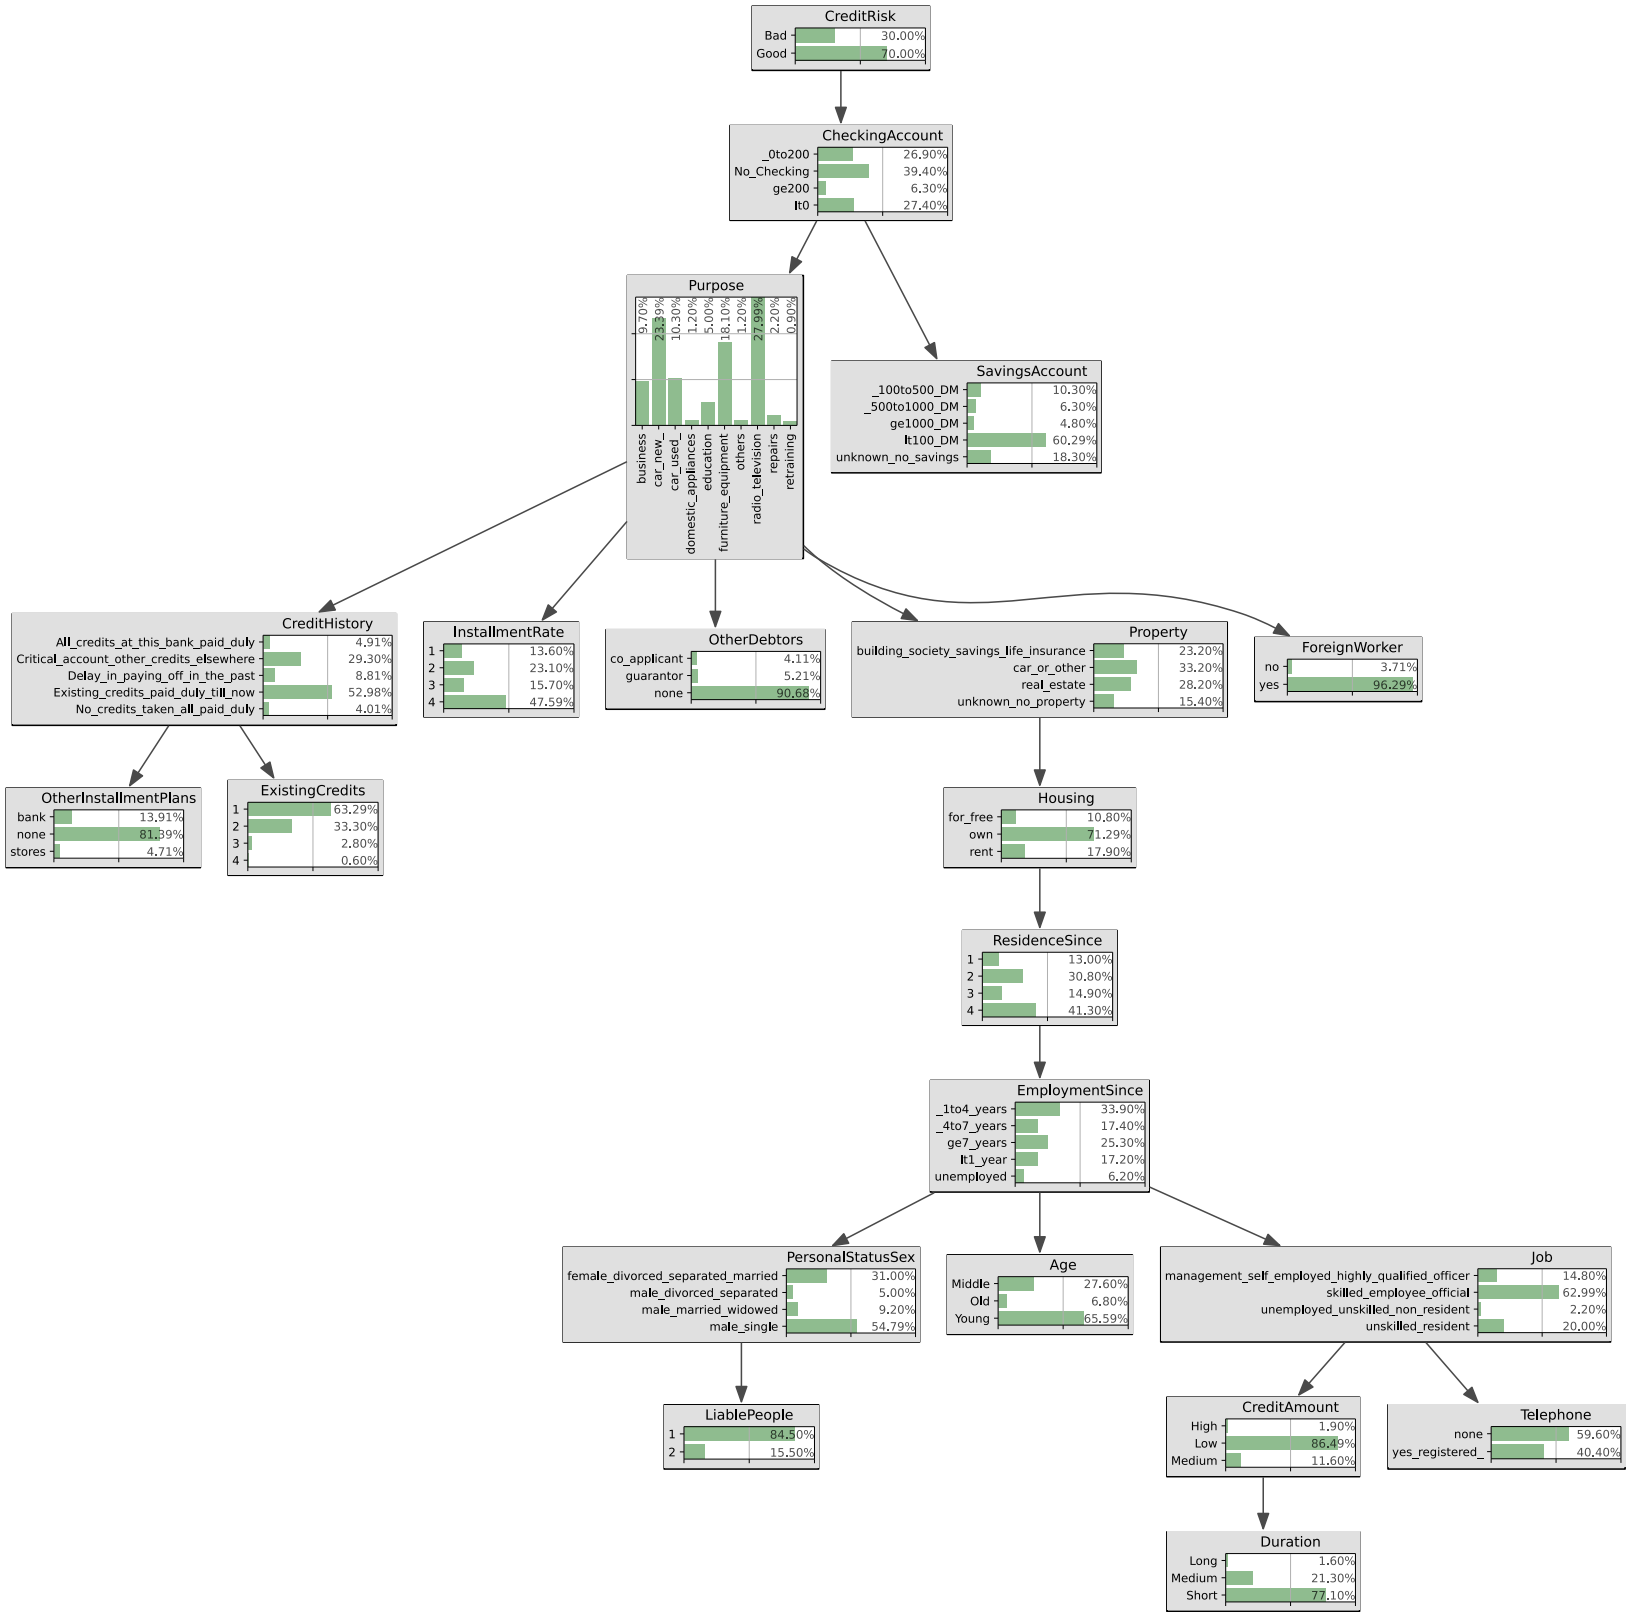 CreditRisk
Bad 30.00%
Good 70.00%
CheckingAccount
_0to200 26.90%
No_Checking 39.40%
ge200 6.30%
lt0 27.40%
Purpose
9.70% 23.39% 10.30% 1.20% 5.00% 18.10% 1.20% 27.99% 2.20% 0.90%
business car_new_ car_used_ domestic_appliances education furniture_equipment others radio_television repairs retraining
SavingsAccount
_100to500_DM 10.30%
_500to1000_DM 6.30%
ge1000_DM 4.80%
lt100_DM 60.29%
unknown_no_savings 18.30%
CreditHistory
All_credits_at_this_bank_paid_duly 4.91%
Critical_account_other_credits_elsewhere 29.30%
Delay_in_paying_off_in_the_past 8.81%
Existing_credits_paid_duly_till_now 52.98%
No_credits_taken_all_paid_duly 4.01%
InstallmentRate
1 13.60%
2 23.10%
3 15.70%
4 47.59%
OtherDebtors
co_applicant 4.11%
guarantor 5.21%
none 90.68%
Property
building_society_savings_life_insurance 23.20%
car_or_other 33.20%
real_estate 28.20%
unknown_no_property 15.40%
ForeignWorker
no 3.71%
yes 96.29%
OtherInstallmentPlans
bank 13.91%
none 81.39%
stores 4.71%
ExistingCredits
1 63.29%
2 33.30%
3 2.80%
4 0.60%
Housing
for_free 10.80%
own 71.29%
rent 17.90%
ResidenceSince
1 13.00%
2 30.80%
3 14.90%
4 41.30%
EmploymentSince
_1to4_years 33.90%
_4to7_years 17.40%
ge7_years 25.30%
lt1_year 17.20%
unemployed 6.20%
PersonalStatusSex
female_divorced_separated_married 31.00%
male_divorced_separated 5.00%
male_married_widowed 9.20%
male_single 54.79%
Age
Middle 27.60%
Old 6.80%
Young 65.59%
Job
management_self_employed_highly_qualified_officer 14.80%
skilled_employee_official 62.99%
unemployed_unskilled_non_resident 2.20%
unskilled_resident 20.00%
LiablePeople
1 84.50%
2 15.50%
CreditAmount
High 1.90%
Low 86.49%
Medium 11.60%
Telephone
none 59.60%
yes_registered_ 40.40%
Duration
Long 1.60%
Medium 21.30%
Short 77.10%